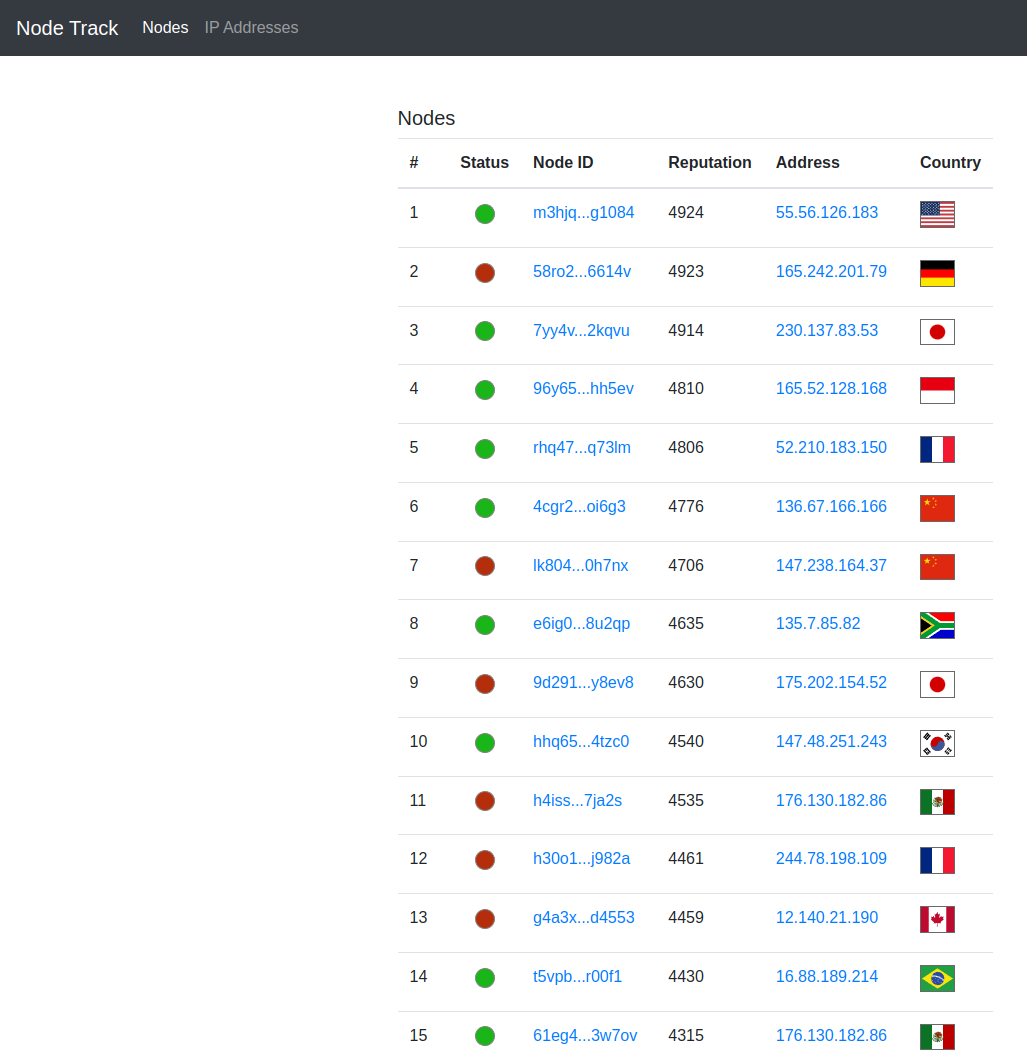 Node Track Nodes IP Addresses
Nodes
# Status Node ID Reputation Address Country
1 m3hjq...g1084 4924 55.56.126.183
2 58ro2...6614v 4923 165.242.201.79
3 7yy4v...2kqvu 4914 230.137.83.53
4 96y65...hh5ev 4810 165.52.128.168
5 rhq47...q73lm 4806 52.210.183.150
6 4cgr2...oi6g3 4776 136.67.166.166
7 lk804...0h7nx 4706 147.238.164.37
8 e6ig0...8u2qp 4635 135.7.85.82
9 9d291...y8ev8 4630 175.202.154.52
10 hhq65...4tzc0 4540 147.48.251.243
11 h4iss...7ja2s 4535 176.130.182.86
12 h30o1...j982a 4461 244.78.198.109
13 g4a3x...d4553 4459 12.140.21.190
14 t5vpb...r00f1 4430 16.88.189.214
15 61eg4...3w7ov 4315 176.130.182.86